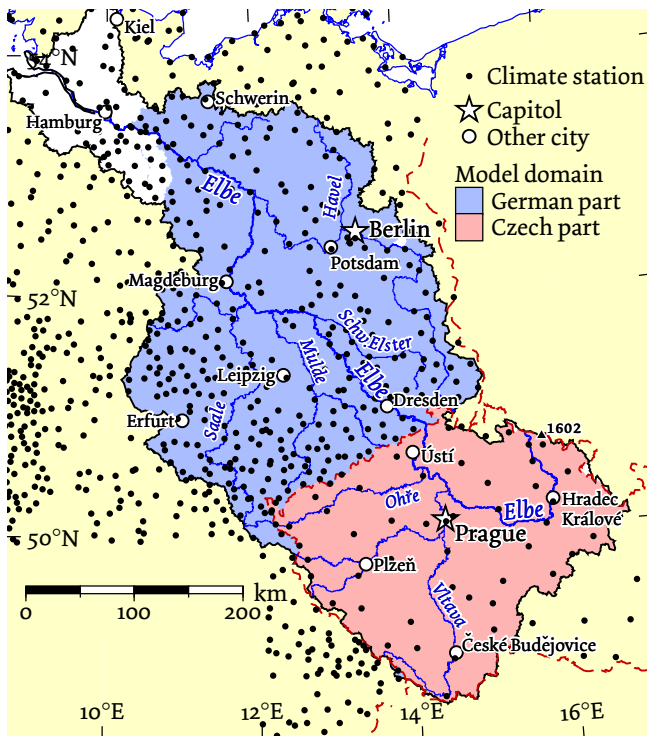 Kiel
4°N
Climate station
Schwerin
Capitol
Hamburg
Other city
Model domain
Elbe
Havel
German part
Berlin
Czech part
Potsdam
Magdeburg
52°N
Schw.Elster
Mulde
Elbe
Leipzig
Dresden
Saale
Erfurt
1602
Ústí
Ohře
Elbe
Hradec
Králové
50°N
Prague
Plzeň
km
0 100 200
Vltava
České Budějovice
10°E 12°E 14°E 16°E